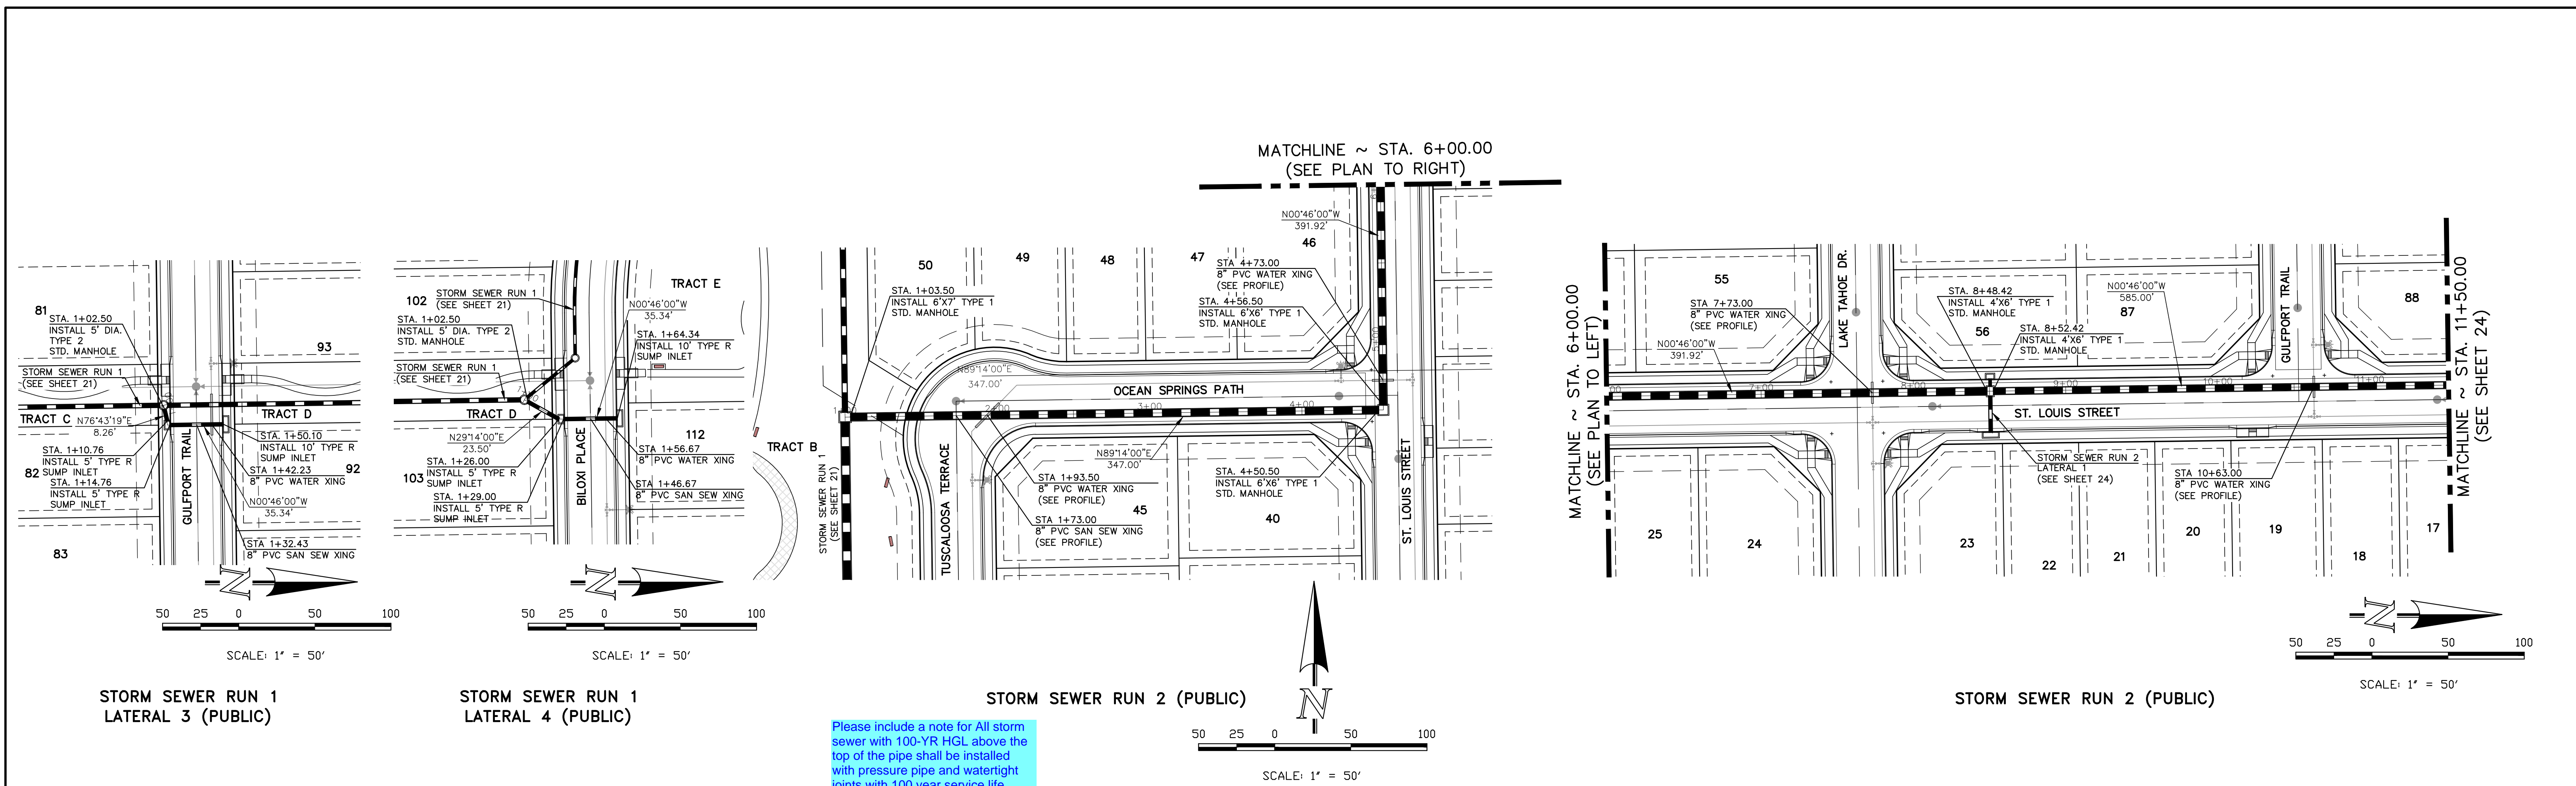 81
STA. 1+02.50
INSTALL 5' DIA.
TYPE 2
STD. MANHOLE
STORM SEWER RUN 1
(SEE SHEET 21)
TRACT C
N76°43'19"E
8.26'
82
STA. 1+10.76
INSTALL 5' TYPE R
SUMP INLET
STA. 1+14.76
INSTALL 5' TYPE R
SUMP INLET
83
GULFPORT TRAIL
93
TRACT D
STA. 1+50.10
INSTALL 10' TYPE R
SUMP INLET
92
STA 1+42.23
8" PVC WATER XING
N00°46'00"W
35.34'
STA 1+32.43
8" PVC SAN SEW XING
N
50 25 0 50 100
SCALE: 1" = 50'
STORM SEWER RUN 1
LATERAL 3 (PUBLIC)
102
STORM SEWER RUN 1
(SEE SHEET 21)
STA. 1+02.50
INSTALL 5' DIA. TYPE 2
STD. MANHOLE
STORM SEWER RUN 1
(SEE SHEET 21)
TRACT D
N29°14'00"E
23.50'
103
STA. 1+26.00
INSTALL 5' TYPE R
SUMP INLET
STA. 1+29.00
INSTALL 5' TYPE R
SUMP INLET
BILOXI PLACE
TRACT E
N00°46'00"W
35.34'
STA. 1+64.34
INSTALL 10' TYPE R
SUMP INLET
112
STA 1+56.67
8" PVC WATER XING
STA 1+46.67
8" PVC SAN SEW XING
TRACT B
N
50 25 0 50 100
SCALE: 1" = 50'
STORM SEWER RUN 1
LATERAL 4 (PUBLIC)
MATCHLINE ~ STA. 6+00.00
(SEE PLAN TO RIGHT)
N00°46'00"W
391.92'
46
50
49
48
47
STA. 1+03.50
INSTALL 6'X7' TYPE 1
STD. MANHOLE
STA 4+73.00
8" PVC WATER XING
(SEE PROFILE)
STA. 4+56.50
INSTALL 6'X6' TYPE 1
STD. MANHOLE
N89°14'00"E
347.00'
OCEAN SPRINGS PATH
2+00
3+00
4+00
N89°14'00"E
347.00'
STA 1+93.50
8" PVC WATER XING
(SEE PROFILE)
45
STA 1+73.00
8" PVC SAN SEW XING
(SEE PROFILE)
STA. 4+50.50
INSTALL 6'X6' TYPE 1
STD. MANHOLE
40
STORM SEWER RUN 1
(SEE SHEET 21)
TUSCALOOSA TERRACE
ST. LOUIS STREET
STORM SEWER RUN 2 (PUBLIC)
N
50 25 0 50 100
SCALE: 1" = 50'
Please include a note for All storm
sewer with 100-YR HGL above the
top of the pipe shall be installed
with pressure pipe and watertight
joints with 100 year service life
MATCHLINE ~ STA. 6+00.00
(SEE PLAN TO LEFT)
55
N00°46'00"W
391.92'
STA 7+73.00
8" PVC WATER XING
(SEE PROFILE)
LAKE TAHOE DR.
STA. 8+48.42
INSTALL 4'X6' TYPE 1
STD. MANHOLE
56
STA. 8+52.42
INSTALL 4'X6' TYPE 1
STD. MANHOLE
N00°46'00"W
585.00'
87
GULFPORT TRAIL
88
7+00
8+00
9+00
10+00
11+00
ST. LOUIS STREET
STORM SEWER RUN 2
LATERAL 1
(SEE SHEET 24)
STA 10+63.00
8" PVC WATER XING
(SEE PROFILE)
25
24
23
22
21
20
19
18
17
MATCHLINE ~ STA. 11+50.00
(SEE SHEET 24)
N
50 25 0 50 100
SCALE: 1" = 50'
STORM SEWER RUN 2 (PUBLIC)